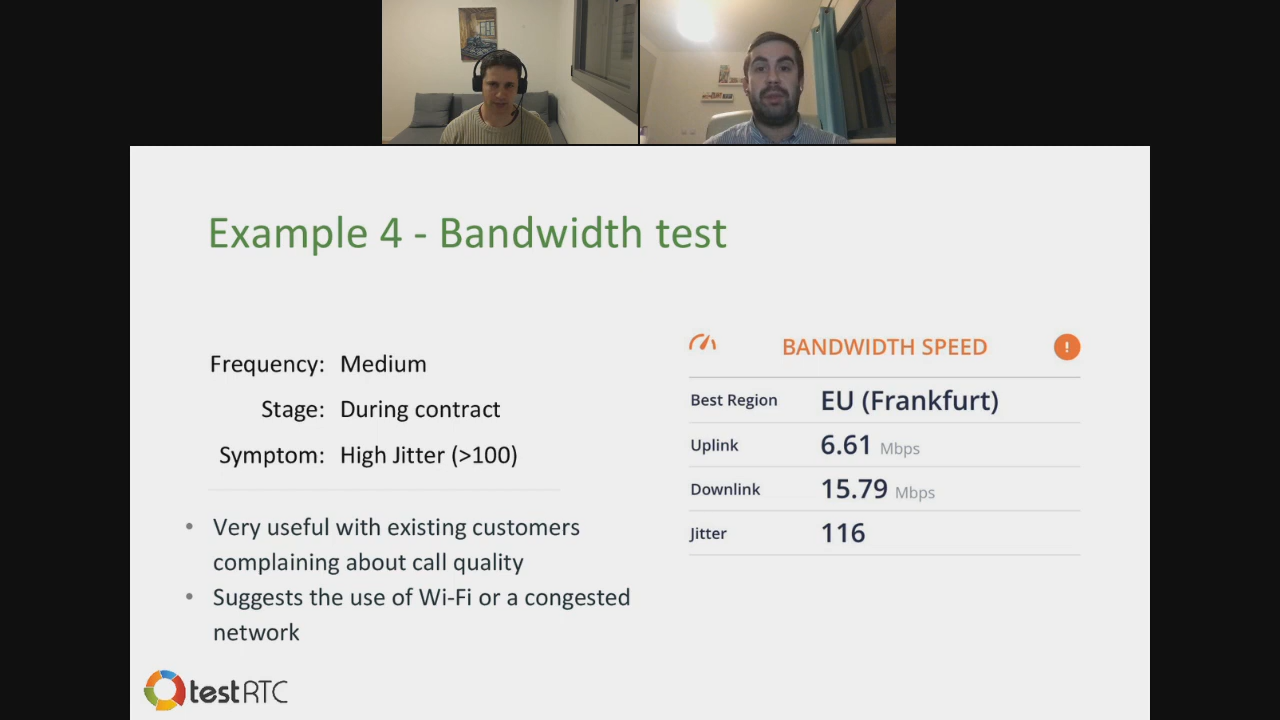 Example 4 - Bandwidth test
Frequency: Medium
Stage: During contract
Symptom: High Jitter (>100)
• Very useful with existing customers
complaining about call quality
• Suggests the use of Wi-Fi or a congested
network
BANDWIDTH SPEED
Best Region EU (Frankfurt)
Uplink 6.61 Mbps
Downlink 15.79 Mbps
Jitter 116
testRTC